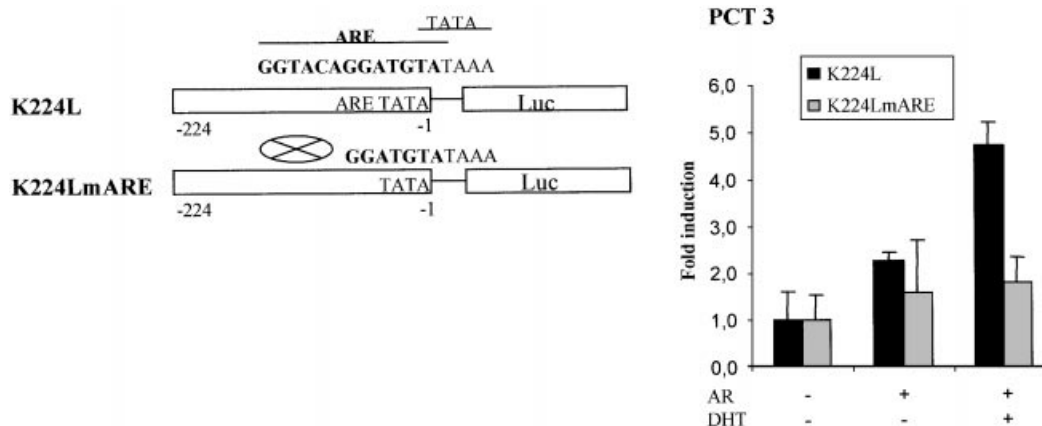 TATA
ARE
GGTACAGGATGTATAAA
K224L
ARE TATA
Luc
-224
-1
GGATGTATAAA
K224LmARE
TATA
Luc
-224
-1
PCT 3
K224L
K224LmARE
Fold induction
6,0
5,0
4,0
3,0
2,0
1,0
0,0
AR - + +
DHT - - +